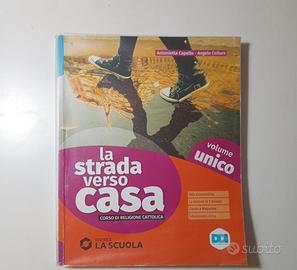 Antonietta Capello - Angelo Collura
la
strada
verso
casa
CORSO DI RELIGIONE CATTOLICA
volume
unico
EDITRICE
LA SCUOLA
subito